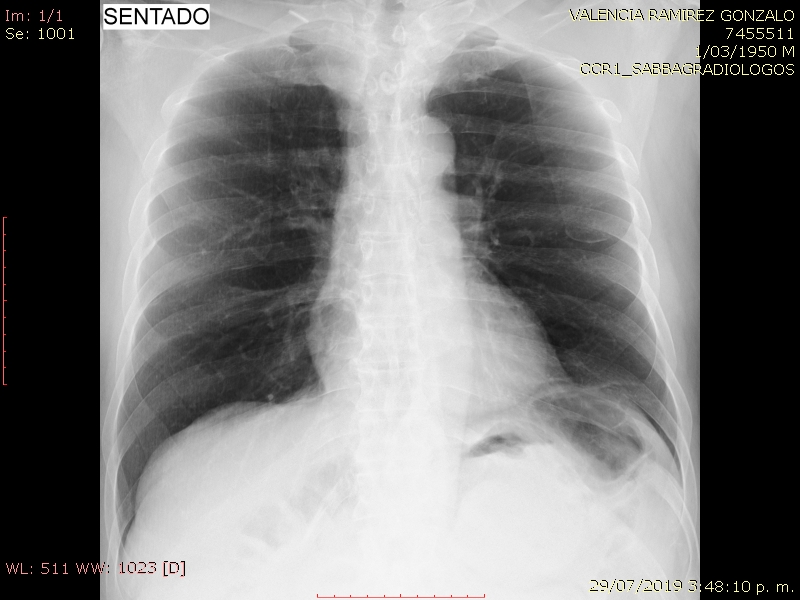 Im: 1/1
Se: 1001
SENTADO
VALENCIA RAMIREZ GONZALO
7455511
1/03/1950 M
CCR1_SABBAGRADIOLOGOS
WL: 511 WW: 1023 [D]
29/07/2019 3:48:10 p. m.